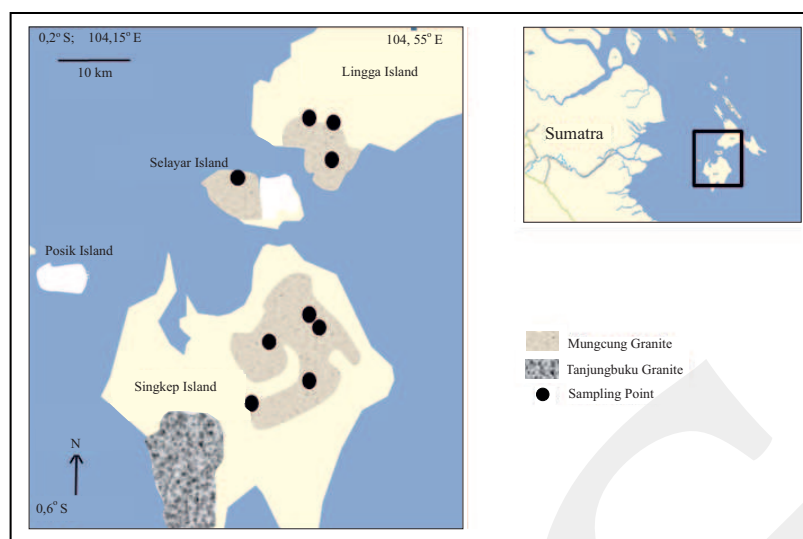 0,2° S; 104,15° E
104, 55° E
10 km
Lingga Island
Selayar Island
Posik Island
Singkep Island
N
0,6° S
Sumatra
Mungcung Granite
Tanjungbuku Granite
Sampling Point